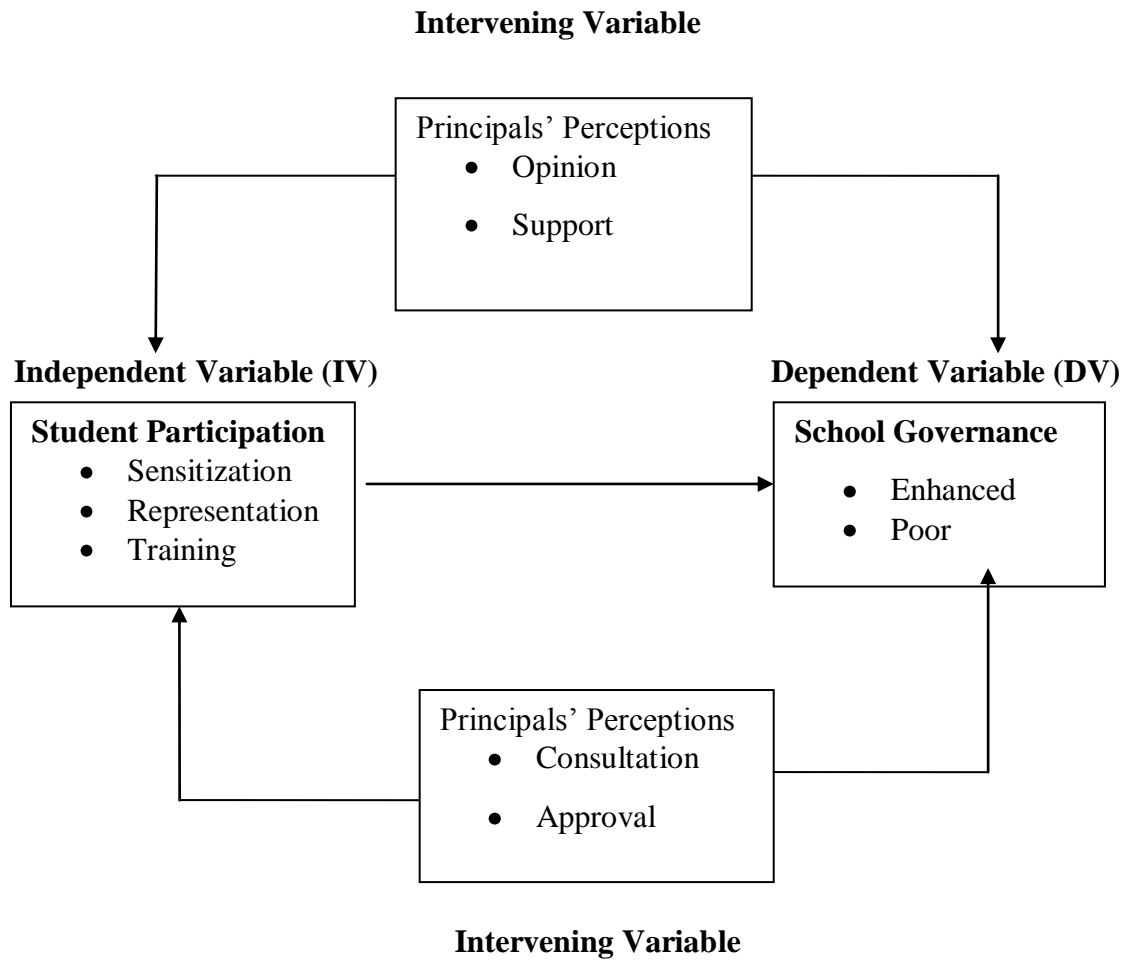 Intervening Variable
Principals’ Perceptions
• Opinion
• Support
Independent Variable (IV)
Dependent Variable (DV)
Student Participation
• Sensitization
• Representation
• Training
School Governance
• Enhanced
• Poor
Principals’ Perceptions
• Consultation
• Approval
Intervening Variable